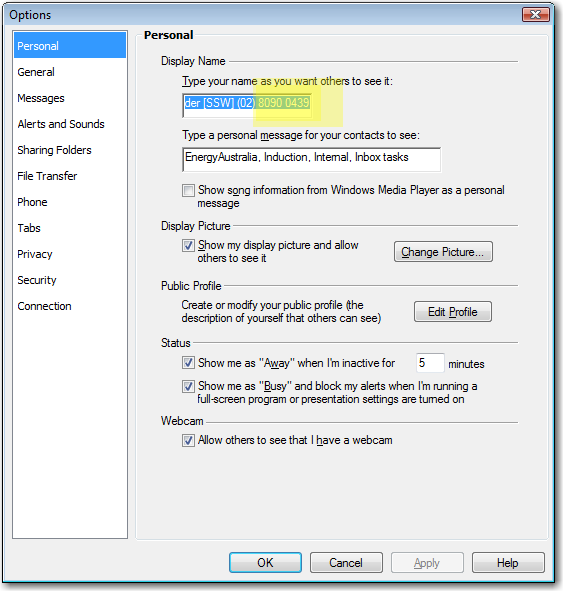 Options
Personal
General
Messages
Alerts and Sounds
Sharing Folders
File Transfer
Phone
Tabs
Privacy
Security
Connection
Personal
Display Name
Type your name as you want others to see it:
der [SSW] (02) 8090 0439
Type a personal message for your contacts to see:
EnergyAustralia, Induction, Internal, Inbox tasks
Show song information from Windows Media Player as a personal
message
Display Picture
Show my display picture and allow
others to see it
Change Picture...
Public Profile
Create or modify your public profile (the
description of yourself that others can see)
Edit Profile
Status
Show me as "Away" when I'm inactive for 5 minutes
Show me as "Busy" and block my alerts when I'm running a
full-screen program or presentation settings are turned on
Webcam
Allow others to see that I have a webcam
OK Cancel Apply Help